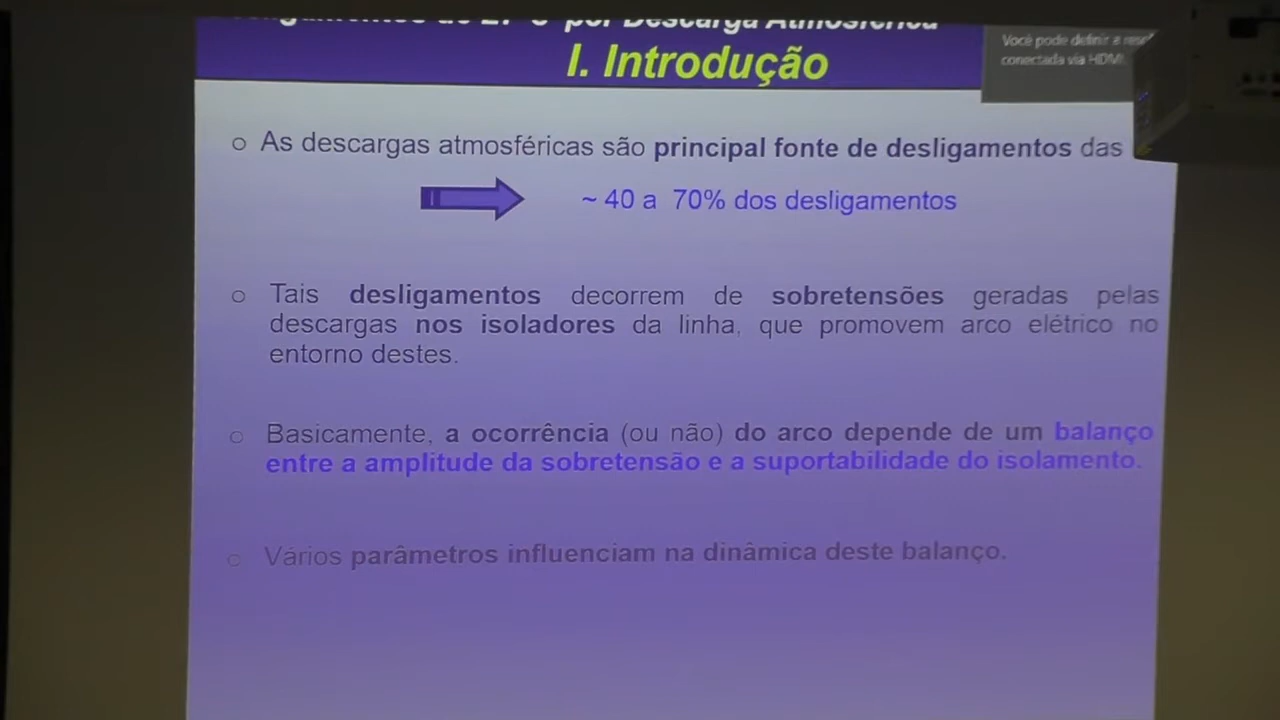 por Descarga Atmosférica
I. Introdução
Você pode definir a
conectada via HDMI
o As descargas atmosféricas são principal fonte de desligamentos das
~ 40 a 70% dos desligamentos
o Tais desligamentos decorrem de sobretensões geradas pelas
descargas nos isoladores da linha, que promovem arco elétrico no
entorno destes.
o Basicamente, a ocorrência (ou não) do arco depende de um balanço
entre a amplitude da sobretensão e a suportabilidade do isolamento.
o Vários parâmetros influenciam na dinâmica deste balanço.